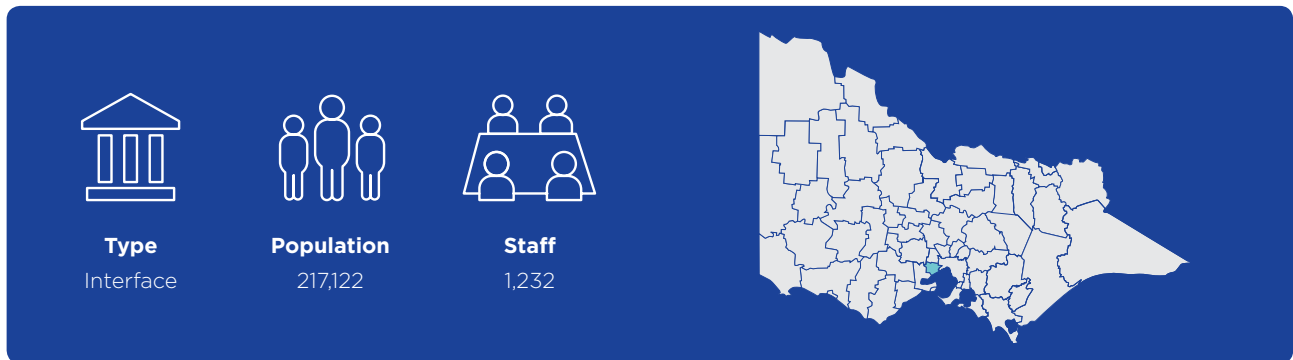 Type
Interface
Population
217,122
Staff
1,232